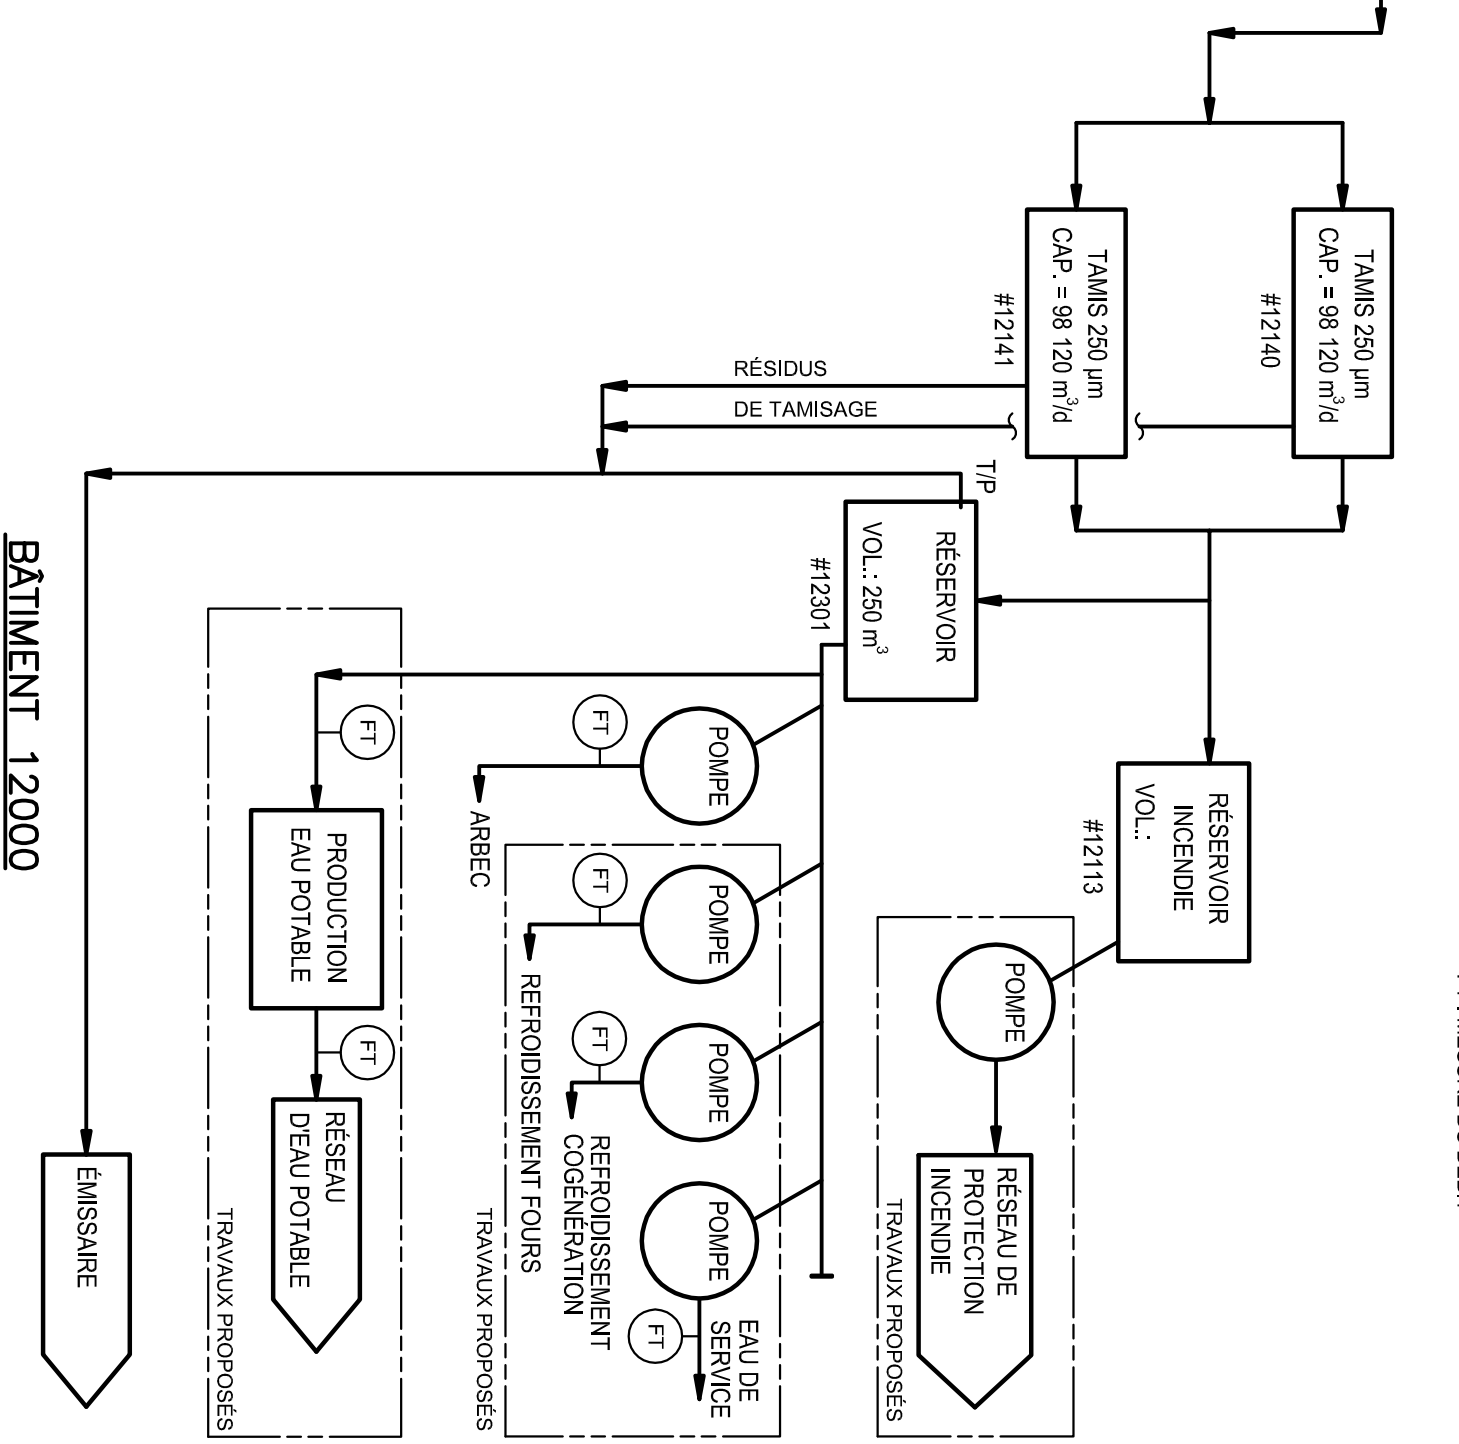 TAMIS 250 µm
CAP. = 98 120 m³/d
#12140
TAMIS 250 µm
CAP. = 98 120 m³/d
#12141
RÉSIDUS
DE TAMISAGE
T/P
RÉSERVOIR
VOL.: 250 m³
#12301
RÉSERVOIR
INCENDIE
VOL.:
#12113
POMPE
RÉSEAU DE
PROTECTION
INCENDIE
TRAVAUX PROPOSÉS
POMPE
FT
ARBEC
POMPE
FT
REFROIDISSEMENT FOURS
POMPE
FT
REFROIDISSEMENT
COGÉNÉRATION
POMPE
FT
EAU DE
SERVICE
TRAVAUX PROPOSÉS
FT
PRODUCTION
EAU POTABLE
FT
RÉSEAU
D'EAU POTABLE
TRAVAUX PROPOSÉS
ÉMISSAIRE
BÂTIMENT 12000